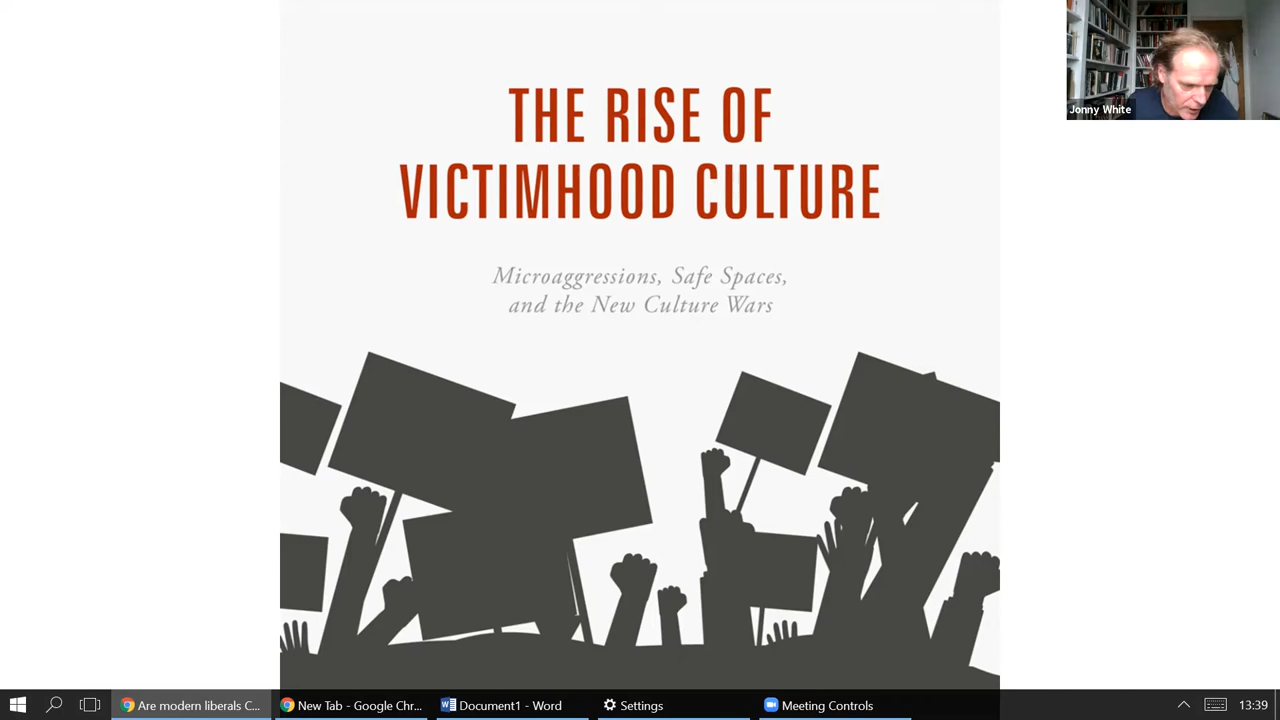 THE RISE OF
VICTIMHOOD CULTURE
Microaggressions, Safe Spaces,
and the New Culture Wars
Jonny White
Are modern liberals C...
New Tab - Google Chr...
Document1 - Word
Settings
Meeting Controls
13:39